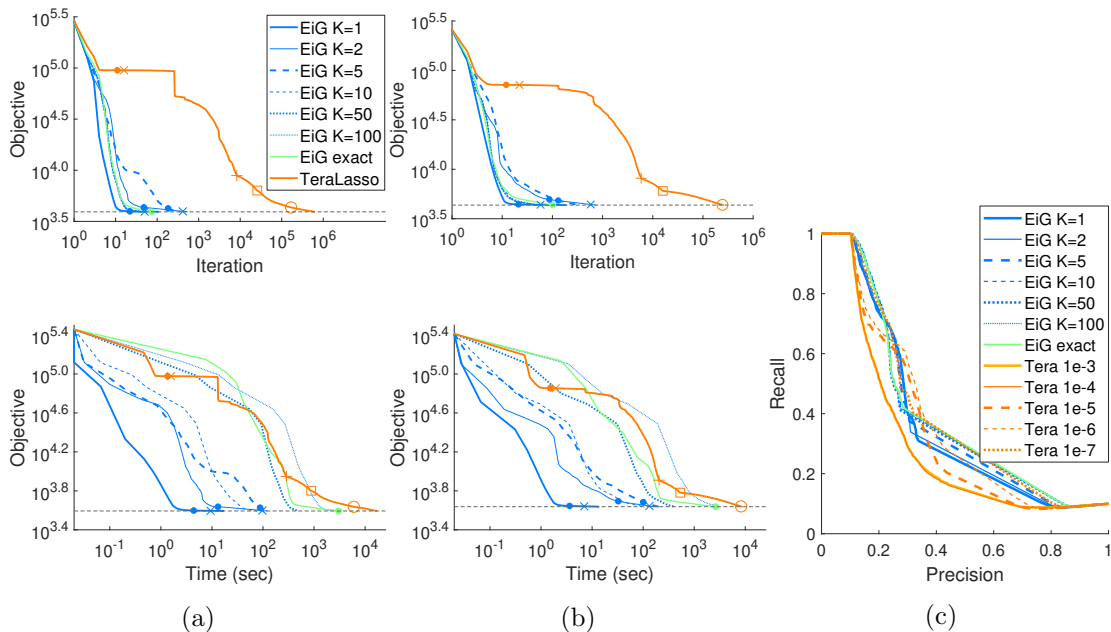 10^5.5
10^5.0
10^4.5
10^4.0
10^3.5
Objective
10^0 10^1 10^2 10^3 10^4 10^5 10^6
Iteration
EiG K=1
EiG K=2
EiG K=5
EiG K=10
EiG K=50
EiG K=100
EiG exact
TeraLasso
10^5.5
10^5.0
10^4.5
10^4.0
10^3.5
Objective
10^0 10^1 10^2 10^3 10^4 10^5 10^6
Iteration
10^5.4
10^5.0
10^4.6
10^4.2
10^3.8
10^3.4
Objective
10^-1 10^0 10^1 10^2 10^3 10^4
Time (sec)
(a)
10^5.4
10^5.0
10^4.6
10^4.2
10^3.8
10^3.4
Objective
10^-1 10^0 10^1 10^2 10^3 10^4
Time (sec)
(b)
1
0.8
0.6
0.4
0.2
0
Recall
0 0.2 0.4 0.6 0.8 1
Precision
EiG K=1
EiG K=2
EiG K=5
EiG K=10
EiG K=50
EiG K=100
EiG exact
Tera 1e-3
Tera 1e-4
Tera 1e-5
Tera 1e-6
Tera 1e-7
(c)